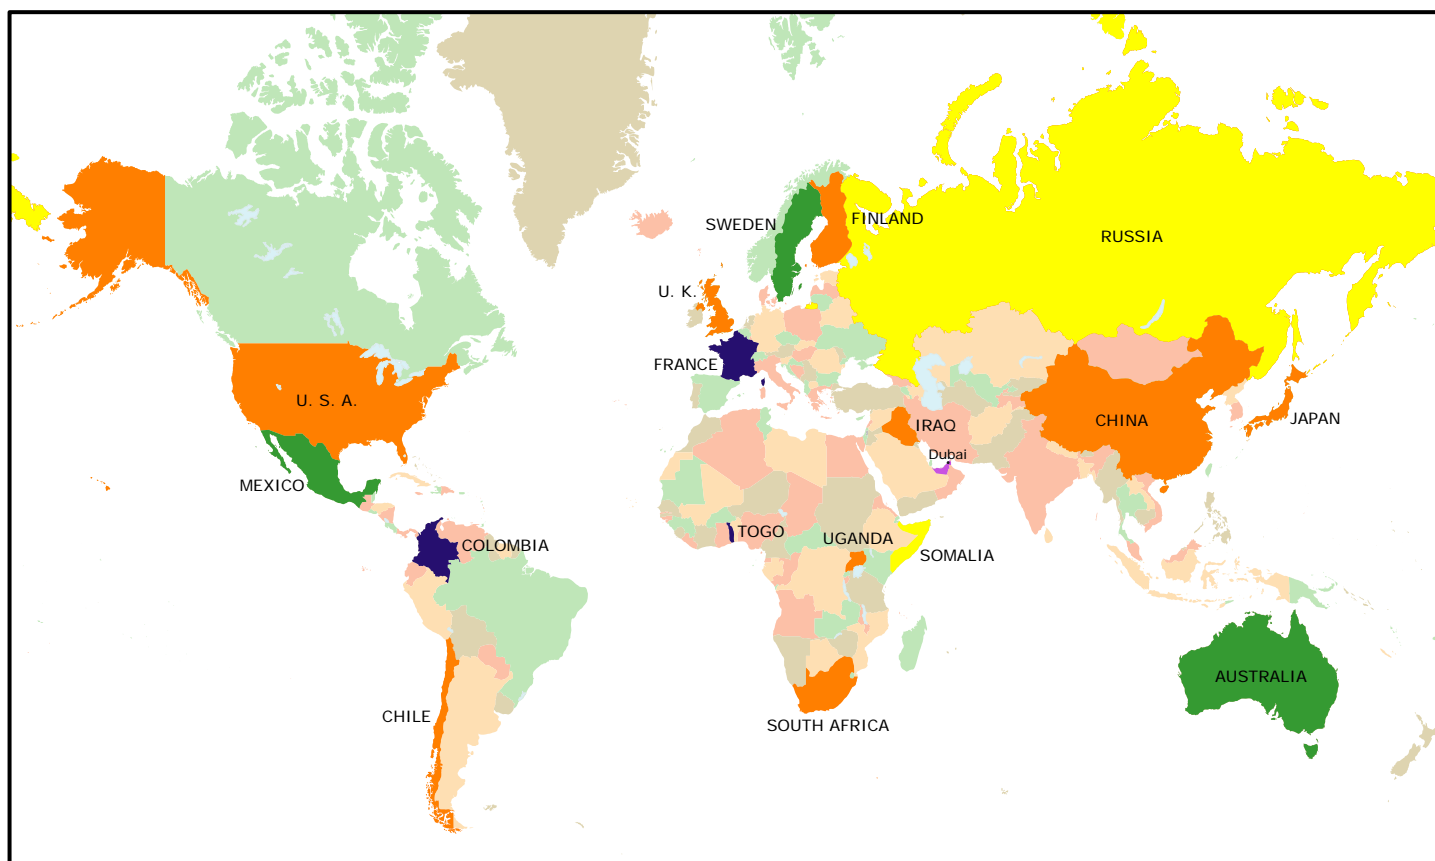 SWEDEN
FINLAND
RUSSIA
U. K.
FRANCE
U. S. A.
CHINA
JAPAN
IRAQ
Dubai
MEXICO
TOGO
UGANDA
COLOMBIA
SOMALIA
AUSTRALIA
CHILE
SOUTH AFRICA